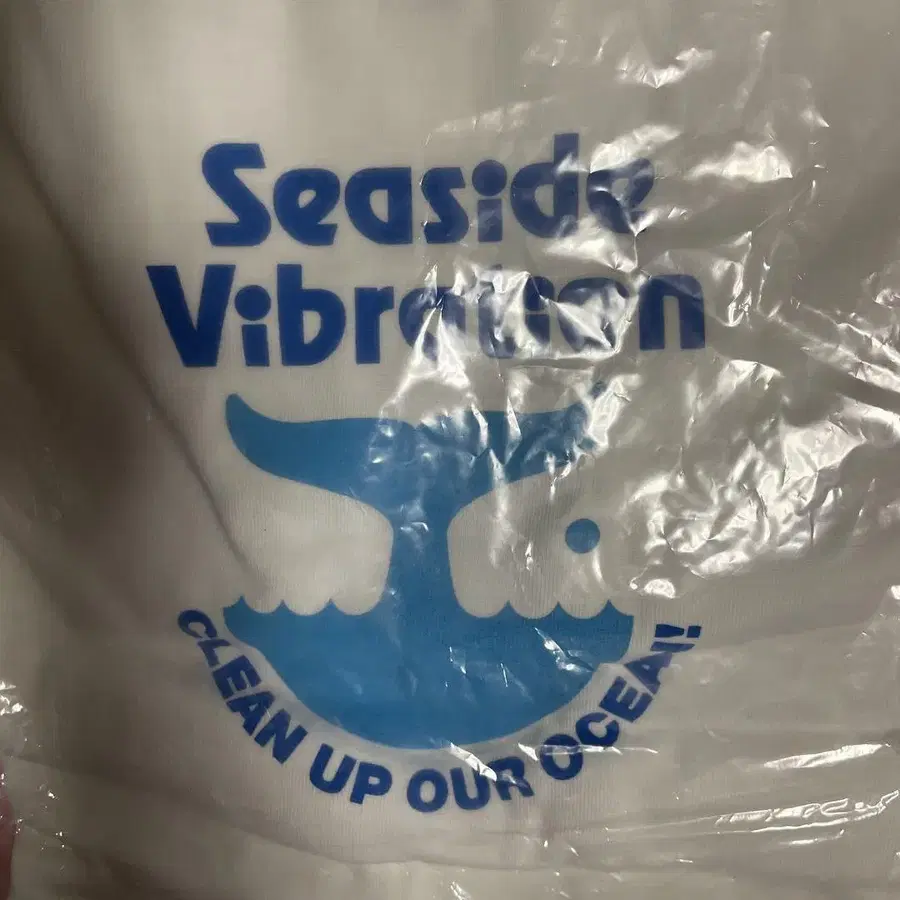 Seaside
Vibration
CLEAN UP OUR OCEAN!